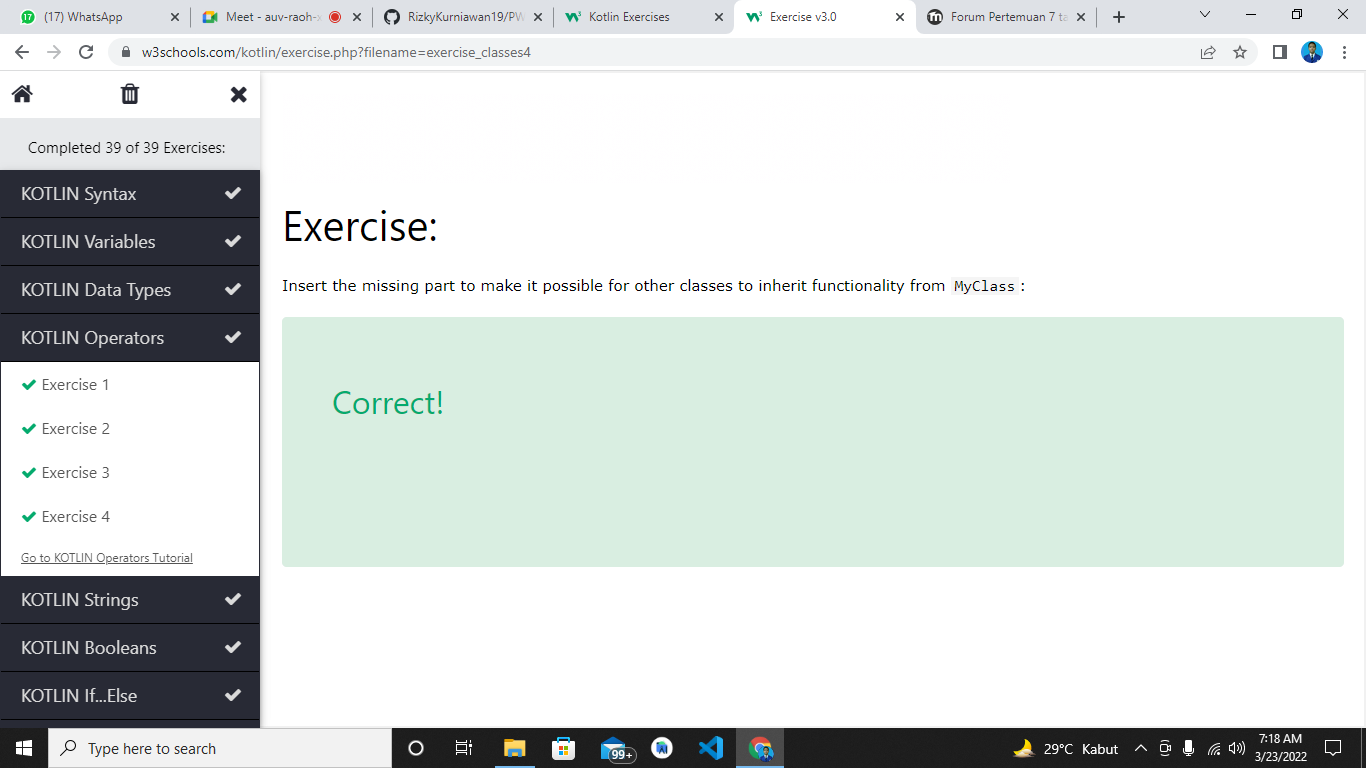 (17) WhatsApp
Meet - auv-raoh-
RizkyKurniawan19/PW
Kotlin Exercises
Exercise v3.0
Forum Pertemuan 7 ta
w3schools.com/kotlin/exercise.php?filename=exercise_classes4
Completed 39 of 39 Exercises:
KOTLIN Syntax
KOTLIN Variables
KOTLIN Data Types
KOTLIN Operators
Exercise 1
Exercise 2
Exercise 3
Exercise 4
Go to KOTLIN Operators Tutorial
KOTLIN Strings
KOTLIN Booleans
KOTLIN If...Else
Exercise:
Insert the missing part to make it possible for other classes to inherit functionality from MyClass:
Correct!
Type here to search
99+
29°C Kabut
7:18 AM
3/23/2022